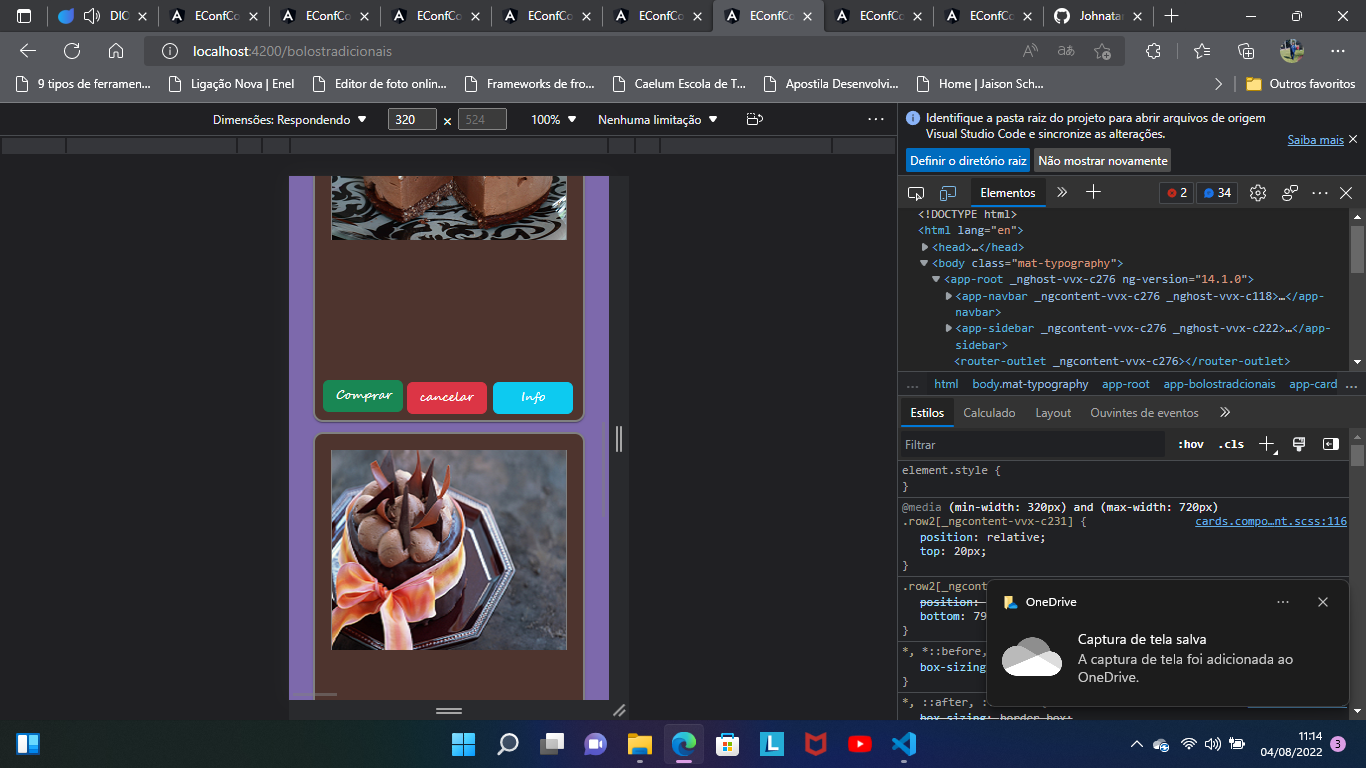 DIO
EConfCo
EConfCo
EConfCo
EConfCo
EConfCo
EConfCo
EConfCo
EConfCo
Johnatan
localhost:4200/bolostradicionais
9 tipos de ferramen...
Ligação Nova | Enel
Editor de foto onlin...
Frameworks de fro...
Caelum Escola de T...
Apostila Desenvolvi...
Home | Jaison Sch...
Outros favoritos
Dimensões: Respondendo
320 × 524
100%
Nenhuma limitação
Identifique a pasta raiz do projeto para abrir arquivos de origem
Visual Studio Code e sincronize as alterações.
Saiba mais
Definir o diretório raiz
Não mostrar novamente
Elementos
2
34
<!DOCTYPE html>
<html lang="en">
<head>…</head>
<body class="mat-typography">
<app-root _nghost-vvx-c276 ng-version="14.1.0">
<app-navbar _ngcontent-vvx-c276 _nghost-vvx-c118>…</app-
navbar>
<app-sidebar _ngcontent-vvx-c276 _nghost-vvx-c222>…</app-
sidebar>
<router-outlet _ngcontent-vvx-c276></router-outlet>
... html body.mat-typography app-root app-bolostradcionais app-card ...
Estilos Calculado Layout Ouvintes de eventos
Filtrar
:hov .cls
element.style {
}
@media (min-width: 320px) and (max-width: 720px)
.row2[_ngcontent-vvx-c231] {
cards.compo…nt.scss:116
position: relative;
top: 20px;
}
.row2[_ngcont
position:
bottom: 79
}
*, *::before,
box-sizing
}
*, ::after, :
box-sizing: border-box;
Comprar
cancelar
Info
OneDrive
Captura de tela salva
A captura de tela foi adicionada ao
OneDrive.
L
11:14
04/08/2022
3